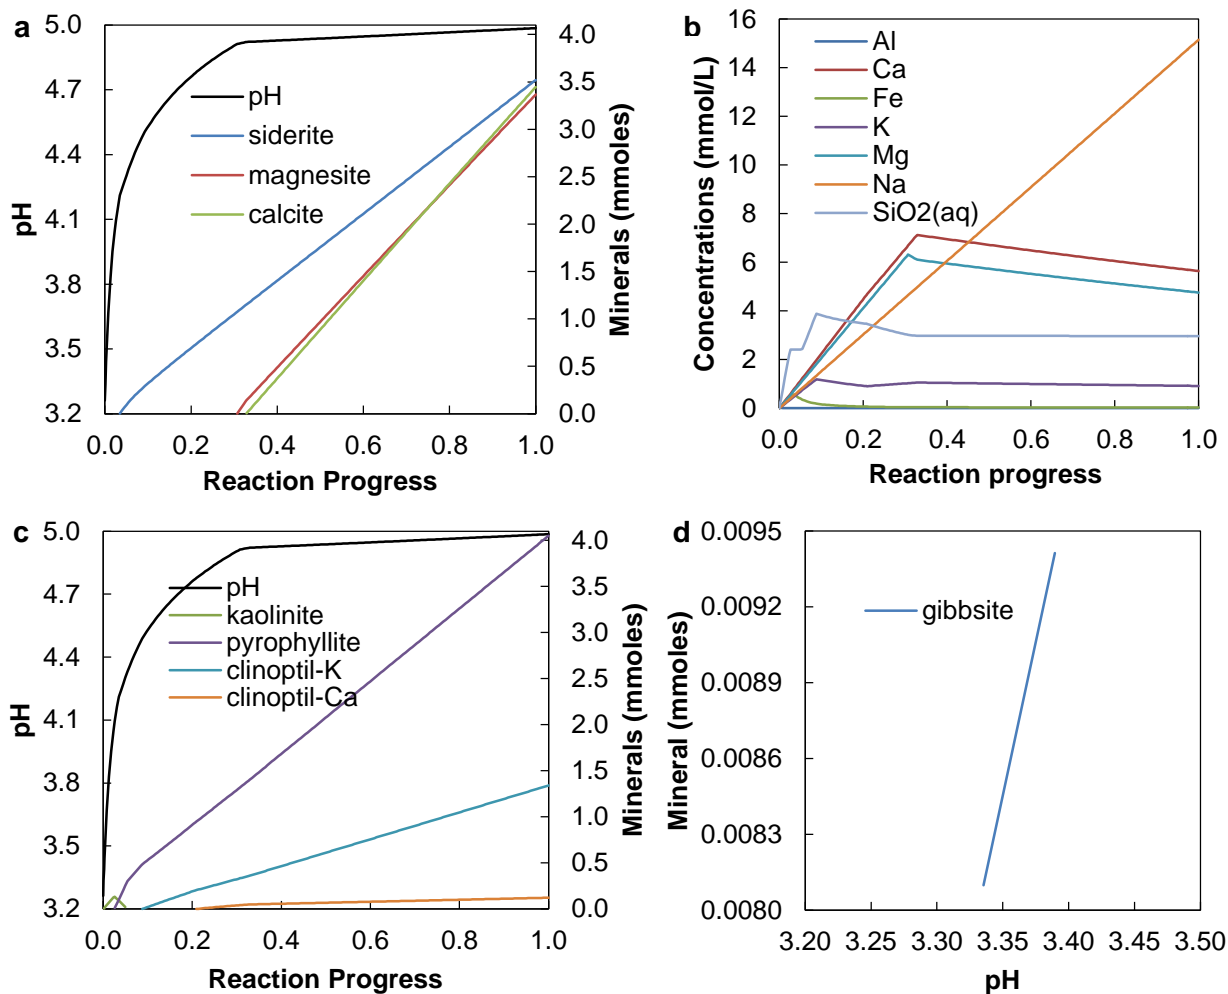 a
5.0
4.7
4.4
4.1
3.8
3.5
3.2
pH
pH
siderite
magnesite
calcite
4.0
3.5
3.0
2.5
2.0
1.5
1.0
0.5
0.0
Minerals (mmoles)
0.0 0.2 0.4 0.6 0.8 1.0
Reaction Progress
b
16
14
12
10
8
6
4
2
0
Concentrations (mmol/L)
Al
Ca
Fe
K
Mg
Na
SiO2(aq)
0.0 0.2 0.4 0.6 0.8 1.0
Reaction progress
c
5.0
4.7
4.4
4.1
3.8
3.5
3.2
pH
pH
kaolinite
pyrophyllite
clinoptil-K
clinoptil-Ca
4.0
3.5
3.0
2.5
2.0
1.5
1.0
0.5
0.0
Minerals (mmoles)
0.0 0.2 0.4 0.6 0.8 1.0
Reaction Progress
d
0.0095
0.0092
0.0089
0.0086
0.0083
0.0080
Mineral (mmoles)
gibbsite
3.20 3.25 3.30 3.35 3.40 3.45 3.50
pH